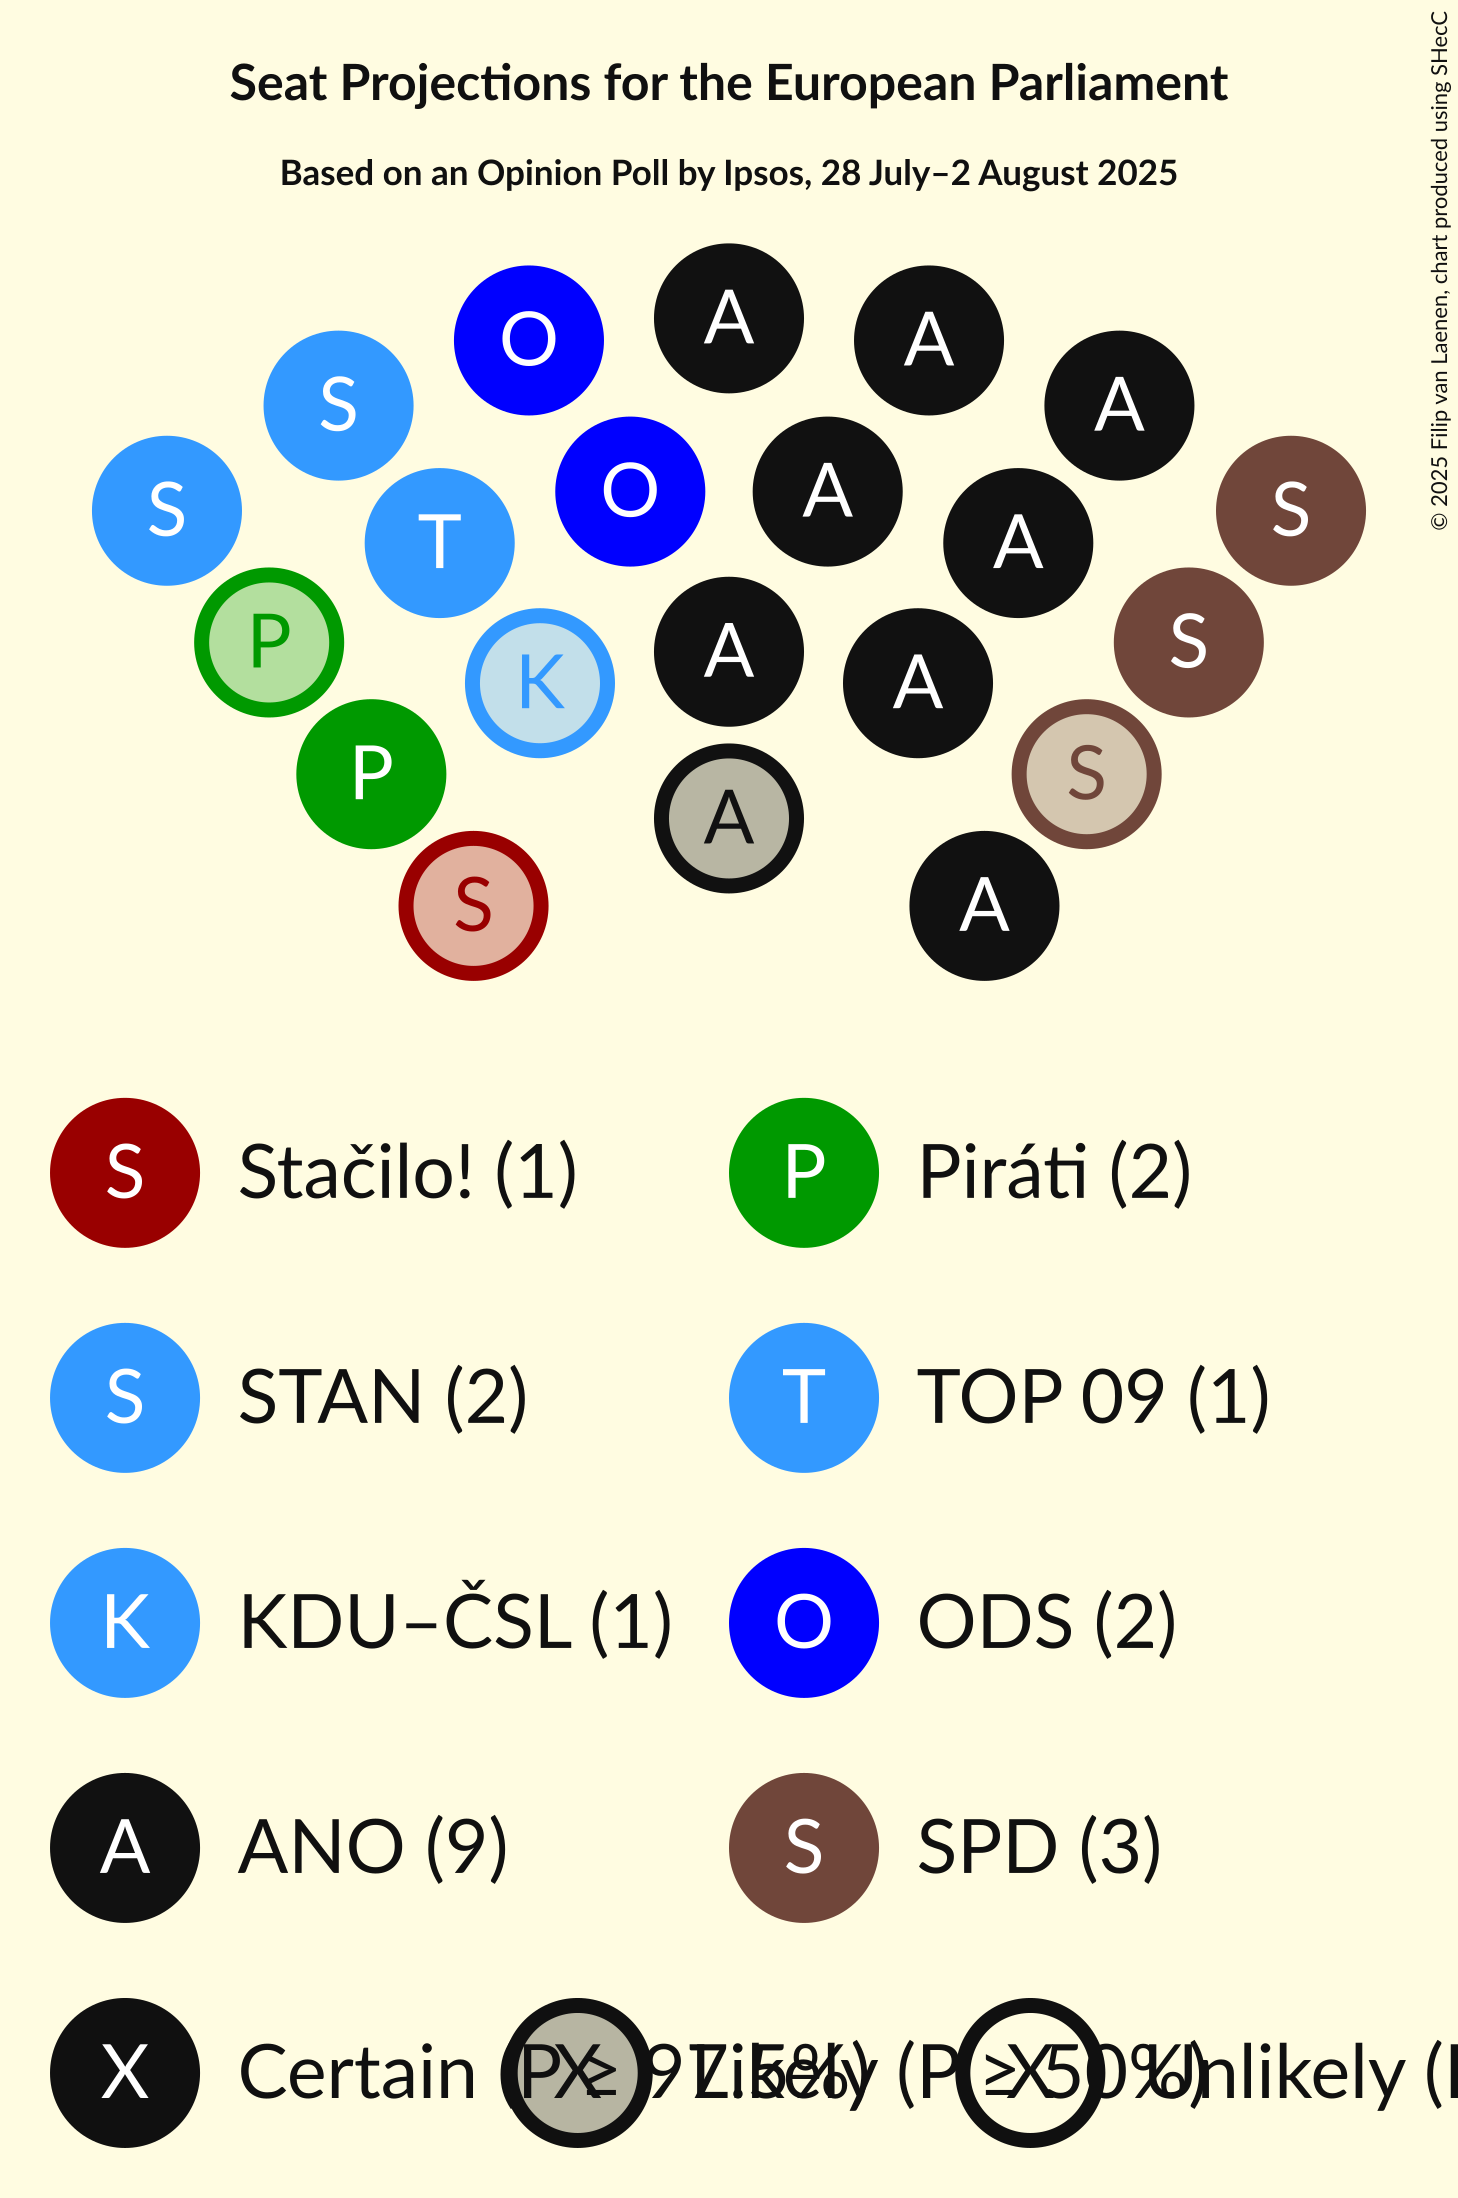 Seat Projections for the European Parliament
Based on an Opinion Poll by Ipsos, 28 July–2 August 2025
© 2025 Filip van Laenen, chart produced using SHecC
A
O A
S A
S O A S
T A
P A S
K A
P S
A
S A
S Stačilo! (1) P Piráti (2)
S STAN (2) T TOP 09 (1)
K KDU–ČSL (1) O ODS (2)
A ANO (9) S SPD (3)
X Certain (P ≥ 97.5%) X Likely (P ≥ 50%) X Unlikely (